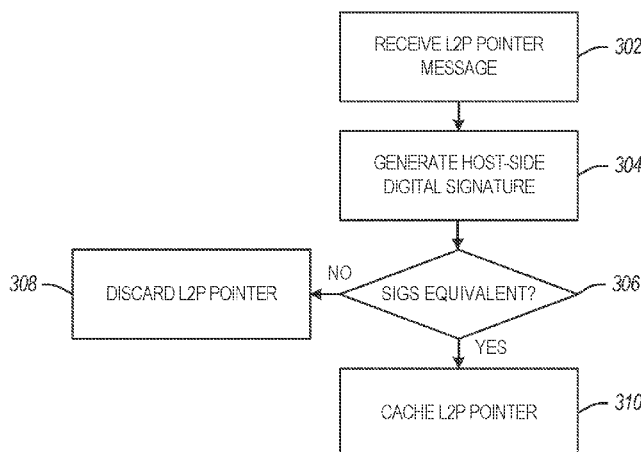 RECEIVE L2P POINTER
MESSAGE
302
GENERATE HOST-SIDE
DIGITAL SIGNATURE
304
308
DISCARD L2P POINTER
NO
SIGS EQUIVALENT?
306
YES
CACHE L2P POINTER
310